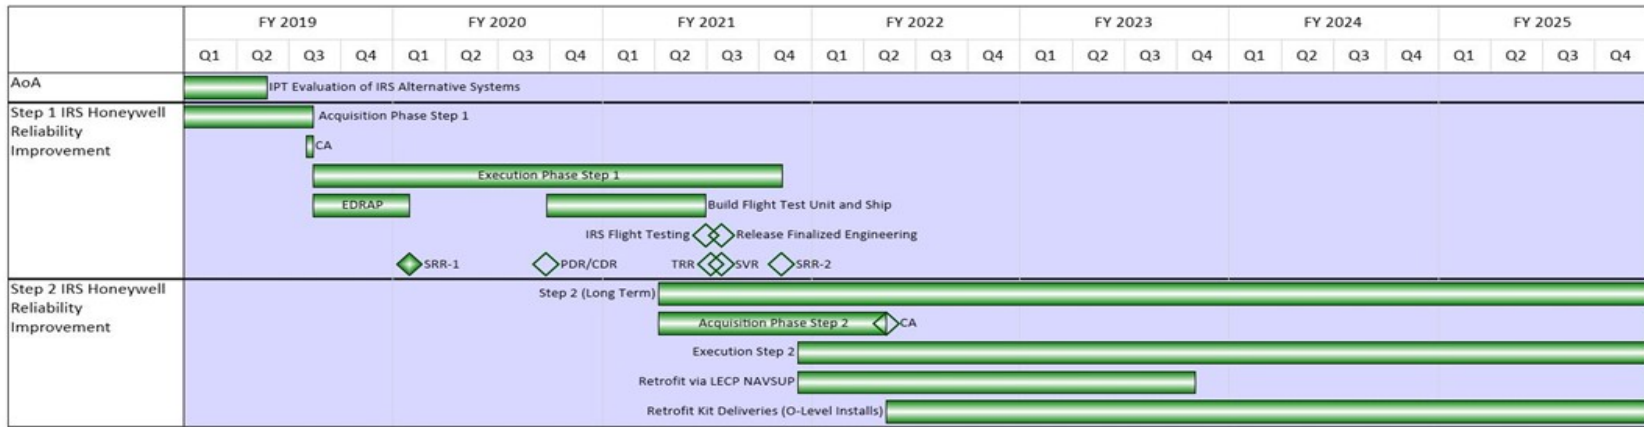 FY 2019 FY 2020 FY 2021 FY 2022 FY 2023 FY 2024 FY 2025
Q1 Q2 Q3 Q4 Q1 Q2 Q3 Q4 Q1 Q2 Q3 Q4 Q1 Q2 Q3 Q4 Q1 Q2 Q3 Q4 Q1 Q2 Q3 Q4 Q1 Q2 Q3 Q4
AoA
IPT Evaluation of IRS Alternative Systems
Step 1 IRS Honeywell
Reliability
Improvement
Acquisition Phase Step 1
CA
Execution Phase Step 1
EDRAP Build Flight Test Unit and Ship
IRS Flight Testing Release Finalized Engineering
SRR-1 PDR/CDR TRR SVR SRR-2
Step 2 IRS Honeywell
Reliability
Improvement
Step 2 (Long Term)
Acquisition Phase Step 2 CA
Execution Step 2
Retrofit via LECP NAVSUP
Retrofit Kit Deliveries (O-Level Installs)